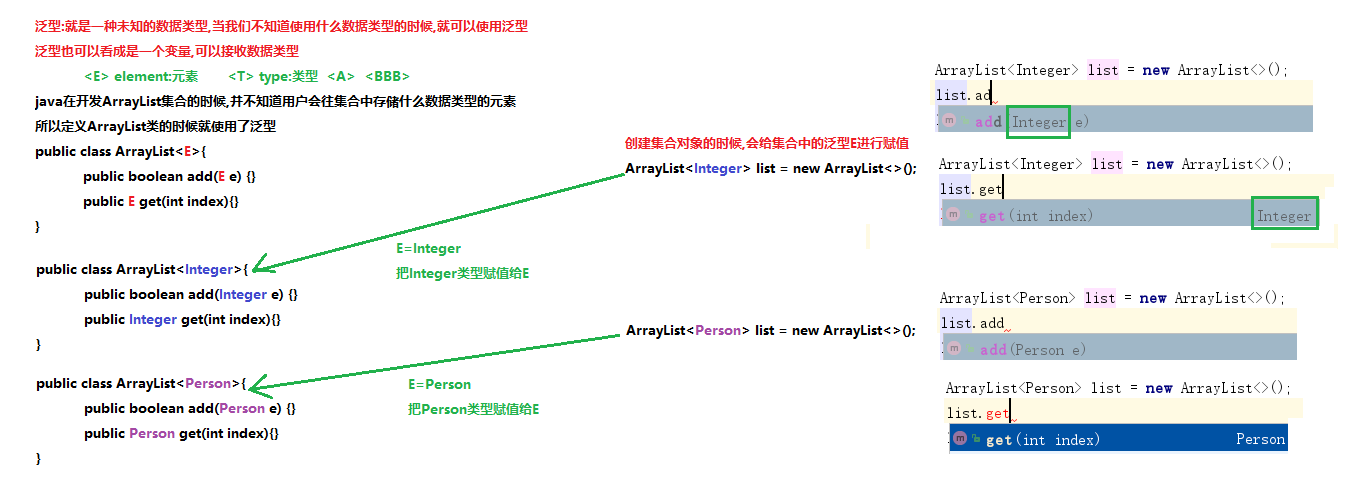 泛型:就是一种未知的数据类型,当我们不知道使用什么数据类型的时候,就可以使用泛型
泛型也可以看成是一个变量,可以接收数据类型
<E> element:元素 <T> type:类型 <A> <BBB>
java在开发ArrayList集合的时候,并不知道用户会往集合中存储什么数据类型的元素
所以定义ArrayList类的时候就使用了泛型
public class ArrayList<E>{
public boolean add(E e) {}
public E get(int index){}
}
public class ArrayList<Integer>{
public boolean add(Integer e) {}
public Integer get(int index){}
}
public class ArrayList<Person>{
public boolean add(Person e) {}
public Person get(int index){}
}
创建集合对象的时候,会给集合中的泛型E进行赋值
ArrayList<Integer> list = new ArrayList<>();
E=Integer
把Integer类型赋值给E
ArrayList<Person> list = new ArrayList<>();
E=Person
把Person类型赋值给E
ArrayList<Integer> list = new ArrayList<>();
list.ad
m add(Integer e)
ArrayList<Integer> list = new ArrayList<>();
list.get
m get(int index) Integer
ArrayList<Person> list = new ArrayList<>();
list.add
m add(Person e)
ArrayList<Person> list = new ArrayList<>();
list.get
m get(int index) Person